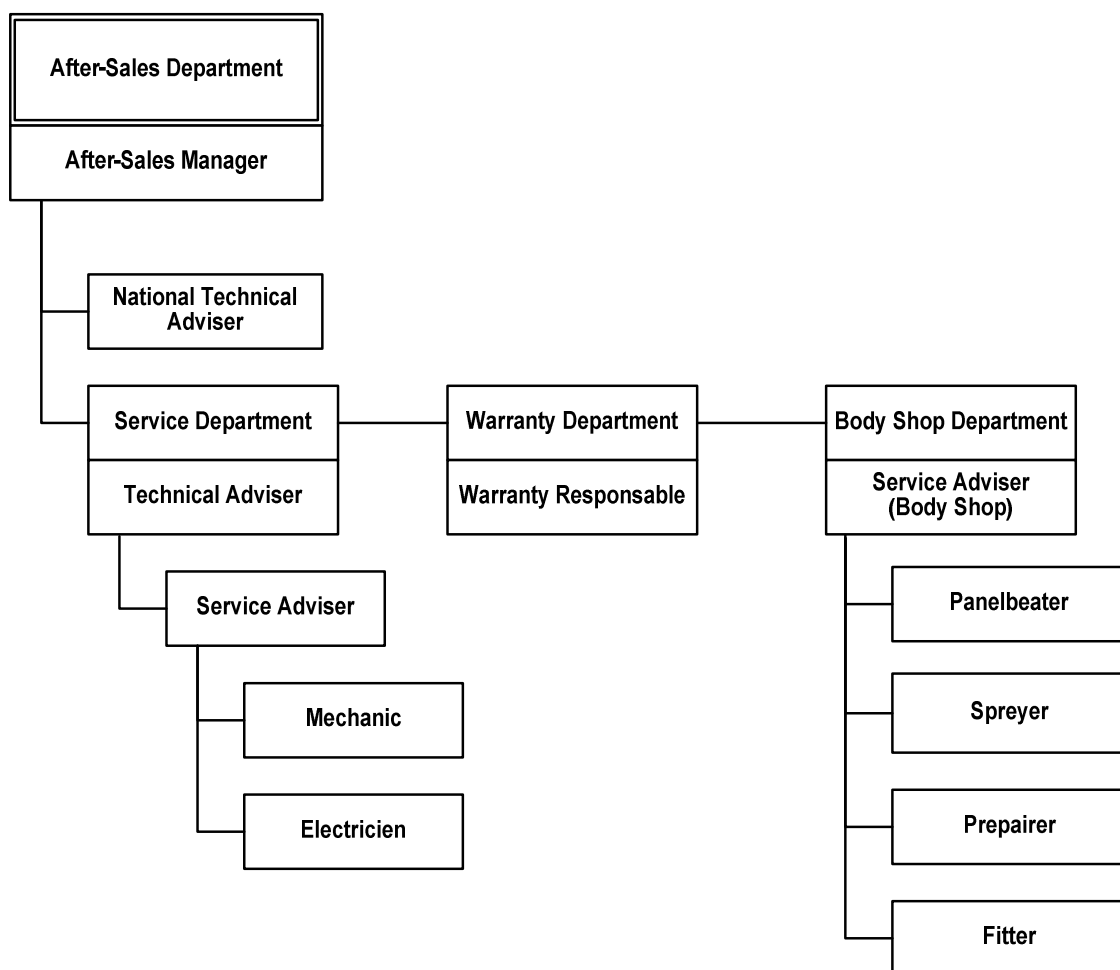 After-Sales Department
After-Sales Manager
National Technical
Adviser
Service Department
Technical Adviser
Service Adviser
Mechanic
Electricien
Warranty Department
Warranty Responsable
Body Shop Department
Service Adviser
(Body Shop)
Panelbeater
Spreyer
Prepairer
Fitter